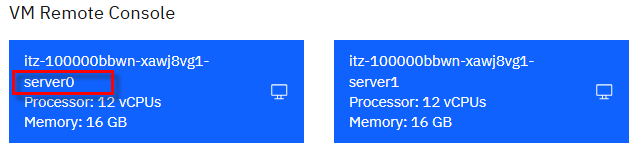 VM Remote Console
itz-100000bbwn-xawj8vg1-
server0
Processor: 12 vCPUs
Memory: 16 GB
itz-100000bbwn-xawj8vg1-
server1
Processor: 12 vCPUs
Memory: 16 GB